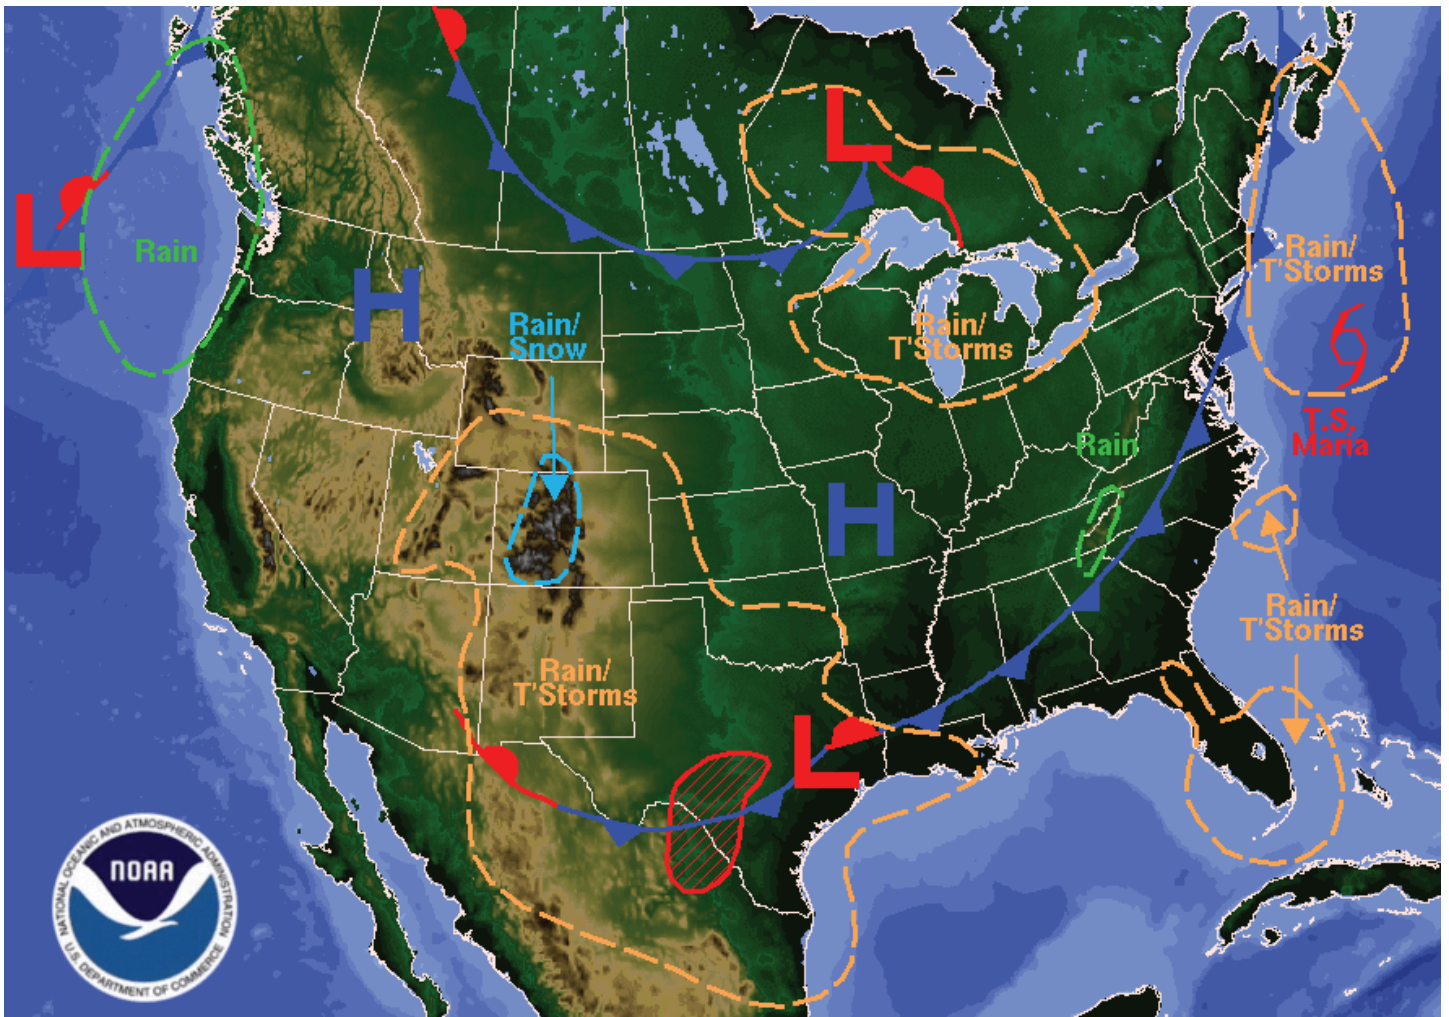 L
L
Rain
H
Rain/
Snow
Rain/
T'Storms
Rain/
T'Storms
T.S.
Maria
Rain
H
Rain/
T'Storms
Rain/
T'Storms
L
NATIONAL OCEANIC AND ATMOSPHERIC ADMINISTRATION
NOAA
U.S. DEPARTMENT OF COMMERCE